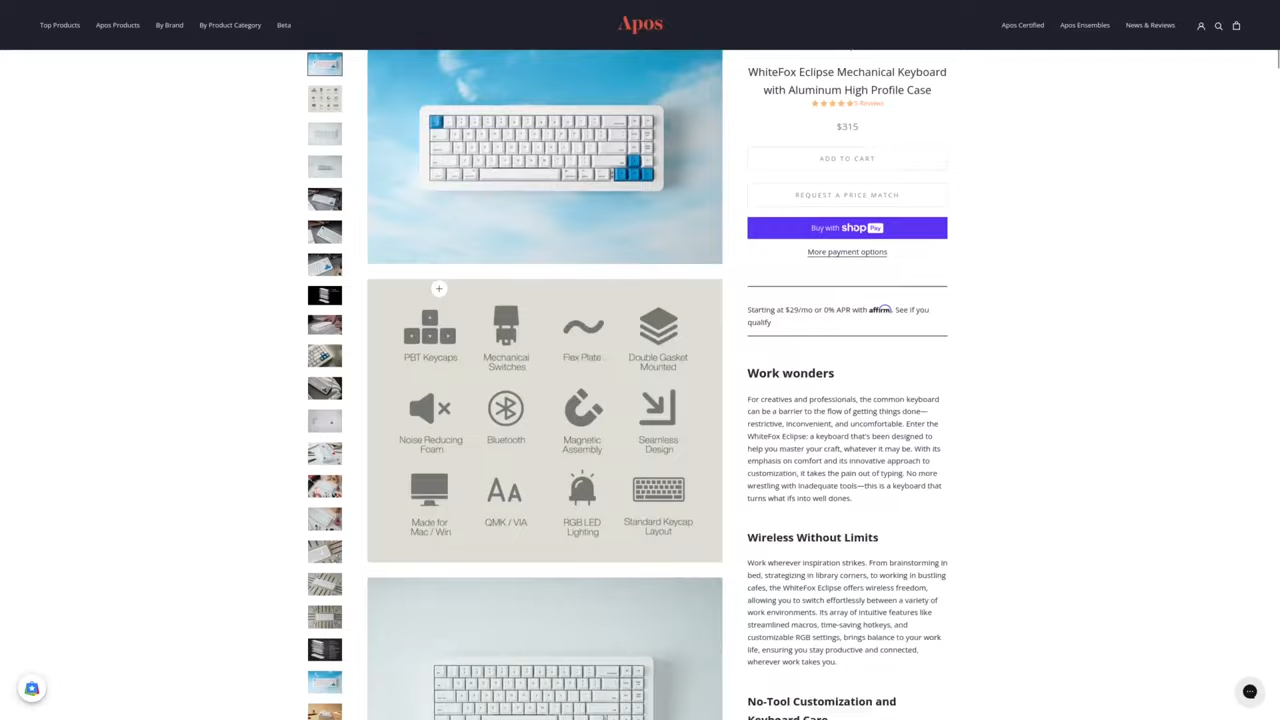 Top Products
Apos Products
By Brand
By Product Category
Beta
Apos
Apos Certified
Apos Ensembles
News & Reviews
WhiteFox Eclipse Mechanical Keyboard
with Aluminum High Profile Case
5 Reviews
$315
ADD TO CART
REQUEST A PRICE MATCH
Buy with shop Pay
More payment options
Starting at $29/mo or 0% APR with affirm. See if you
qualify
PBT Keycaps
Mechanical
Switches
Flex Plate
Double Gasket
Mounted
Noise Reducing
Foam
Bluetooth
Magnetic
Assembly
Seamless
Design
Made for
Mac / Win
AA
QMK / VIA
RGB LED
Lighting
Standard Keycap
Layout
Work wonders
For creatives and professionals, the common keyboard
can be a barrier to the flow of getting things done—
restrictive, inconvenient, and uncomfortable. Enter the
WhiteFox Eclipse: a keyboard that's been designed to
help you master your craft, whatever it may be. With its
emphasis on comfort and its innovative approach to
customization, it takes the pain out of typing. No more
wrestling with inadequate tools—this is a keyboard that
turns what ifs into well dones.
Wireless Without Limits
Work wherever inspiration strikes. From brainstorming in
bed, strategizing in library corners, to working in bustling
cafes, the WhiteFox Eclipse offers wireless freedom,
allowing you to switch effortlessly between a variety of
work environments. Its array of intuitive features like
streamlined macros, time-saving hotkeys, and
customizable RGB settings, brings balance to your work
life, ensuring you stay productive and connected,
wherever work takes you.
No-Tool Customization and
Keyboard Care